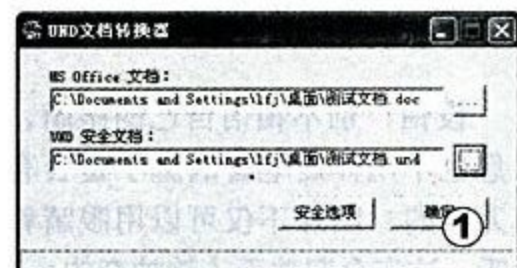 UND文档转换器
MS Office 文档：
C:\Documents and Settings\lfj\桌面\测试文档.doc
...
UND 安全文档：
C:\Documents and Settings\lfj\桌面\测试文档.und
...
安全选项
①